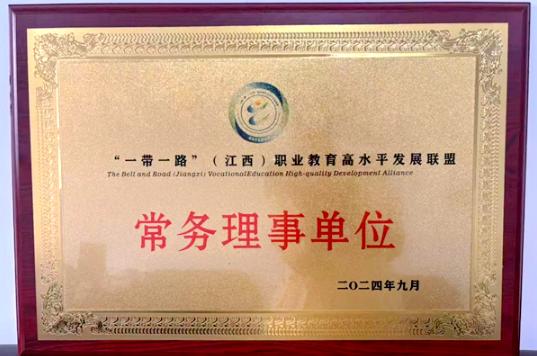 “一带一路”（江西）职业教育高水平发展联盟
The Belt and Road (Jiangxi) VocationalEducation High-quality Development Alliance
常务理事单位
二〇二四年九月